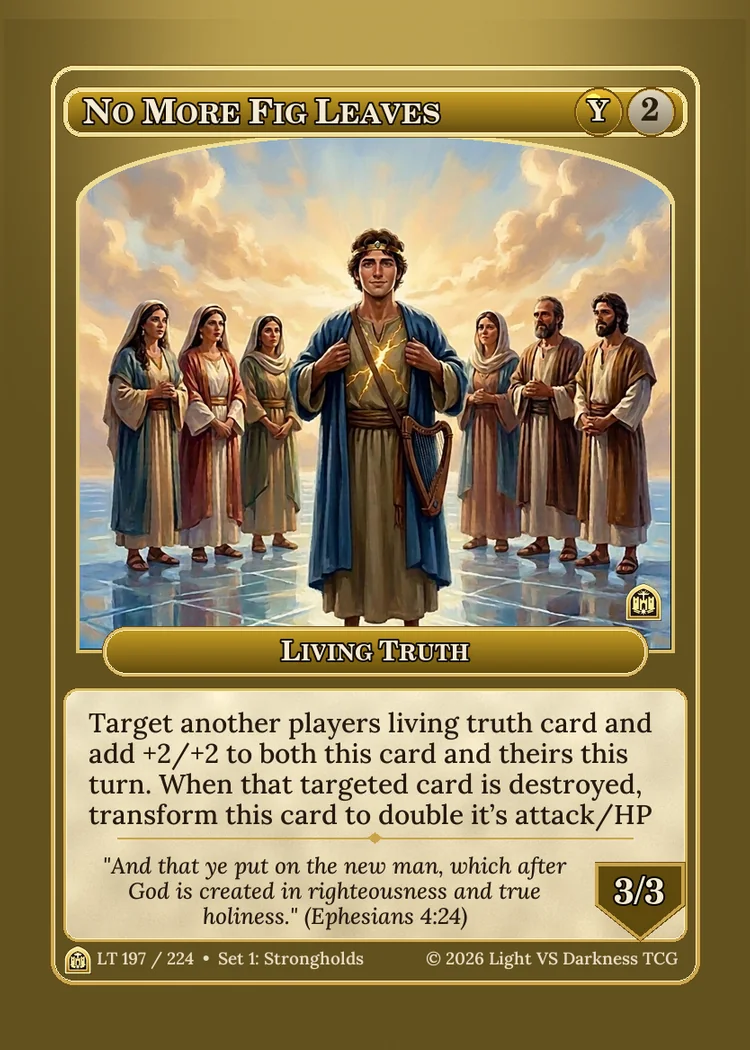 No More Fig Leaves
Y 2
Living Truth
Target another players living truth card and
add +2/+2 to both this card and theirs this
turn. When that targeted card is destroyed,
transform this card to double it’s attack/HP
"And that ye put on the new man, which after
God is created in righteousness and true
holiness." (Ephesians 4:24)
3/3
LT 197 / 224 • Set 1: Strongholds © 2026 Light VS Darkness TCG